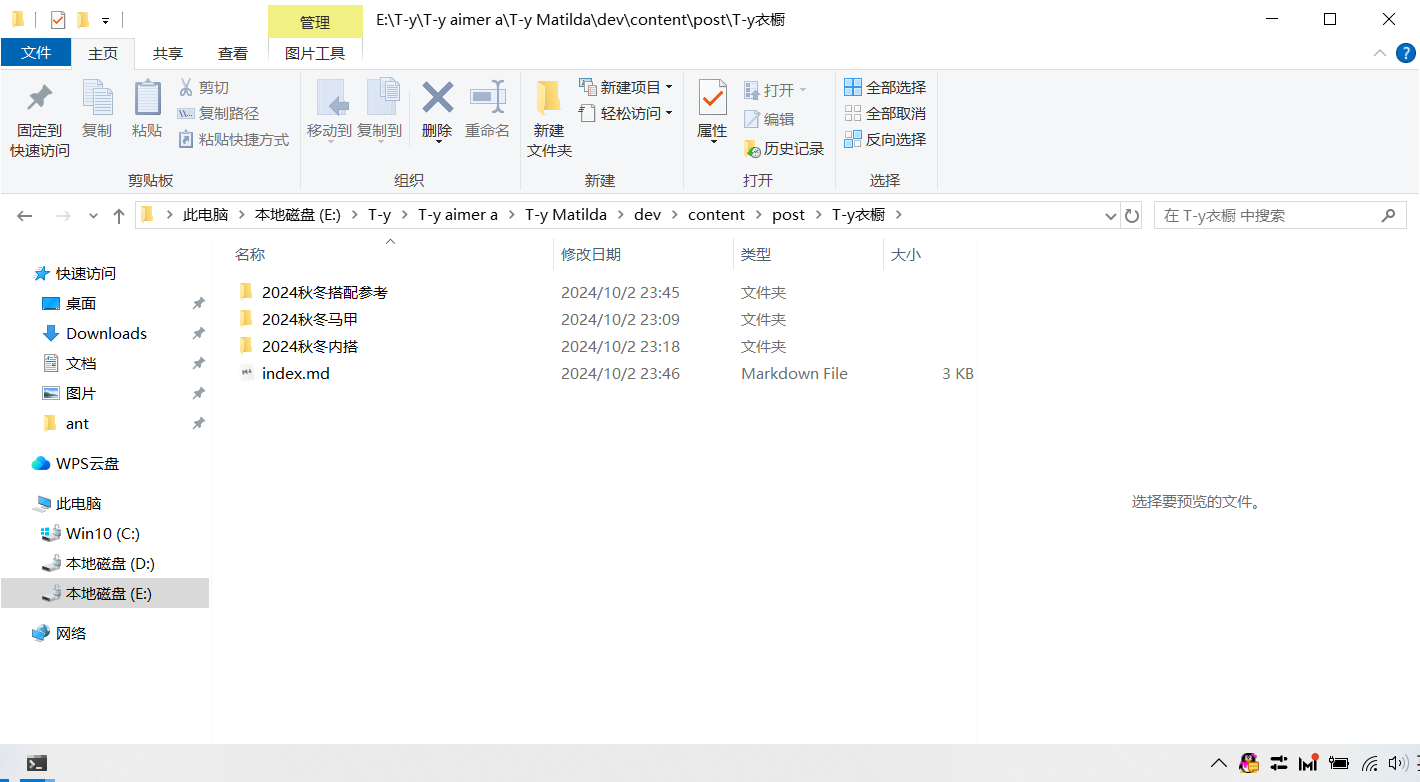 管理
E:\T-y\T-y aimer a\T-y Matilda\dev\content\post\T-y衣橱
文件 主页 共享 查看 图片工具
固定到
快速访问
复制
粘贴
剪切
复制路径
粘贴快捷方式
剪贴板
移动到
复制到
删除
重命名
组织
新建
文件夹
新建项目
轻松访问
新建
属性
打开
编辑
历史记录
打开
全部选择
全部取消
反向选择
选择
此电脑 本地磁盘 (E:) T-y T-y aimer a T-y Matilda dev content post T-y衣橱
在 T-y衣橱 中搜索
快速访问
桌面
Downloads
文档
图片
ant
WPS云盘
此电脑
Win10 (C:)
本地磁盘 (D:)
本地磁盘 (E:)
网络
名称 修改日期 类型 大小
2024秋冬搭配参考 2024/10/2 23:45 文件夹
2024秋冬马甲 2024/10/2 23:09 文件夹
2024秋冬内搭 2024/10/2 23:18 文件夹
index.md 2024/10/2 23:46 Markdown File 3 KB
选择要预览的文件。